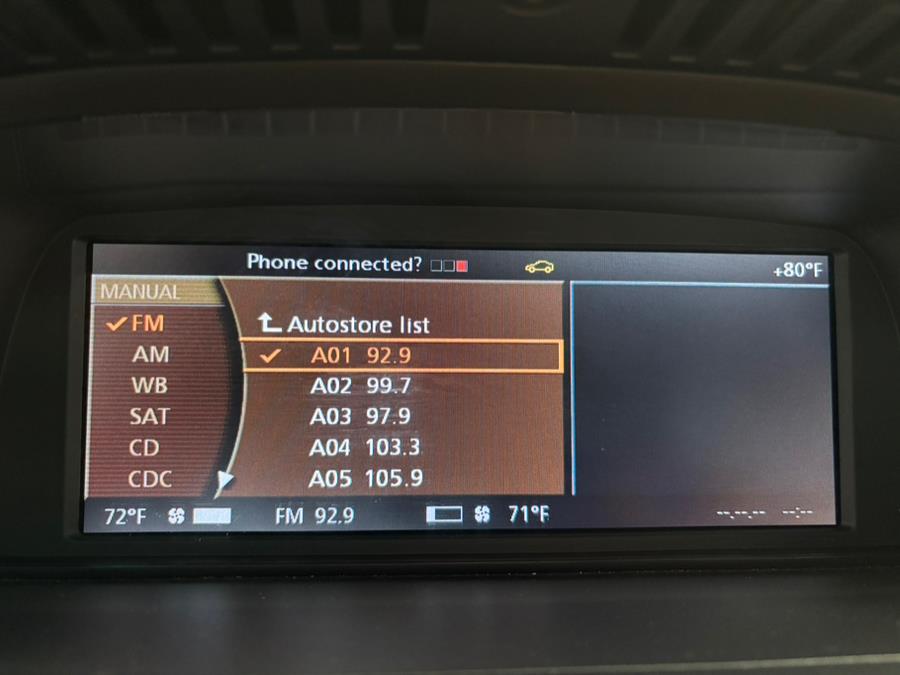 Phone connected?
+80°F
MANUAL
FM
AM
WB
SAT
CD
CDC
Autostore list
A01 92.9
A02 99.7
A03 97.9
A04 103.3
A05 105.9
72°F FM 92.9 71°F --.--.-- --:--